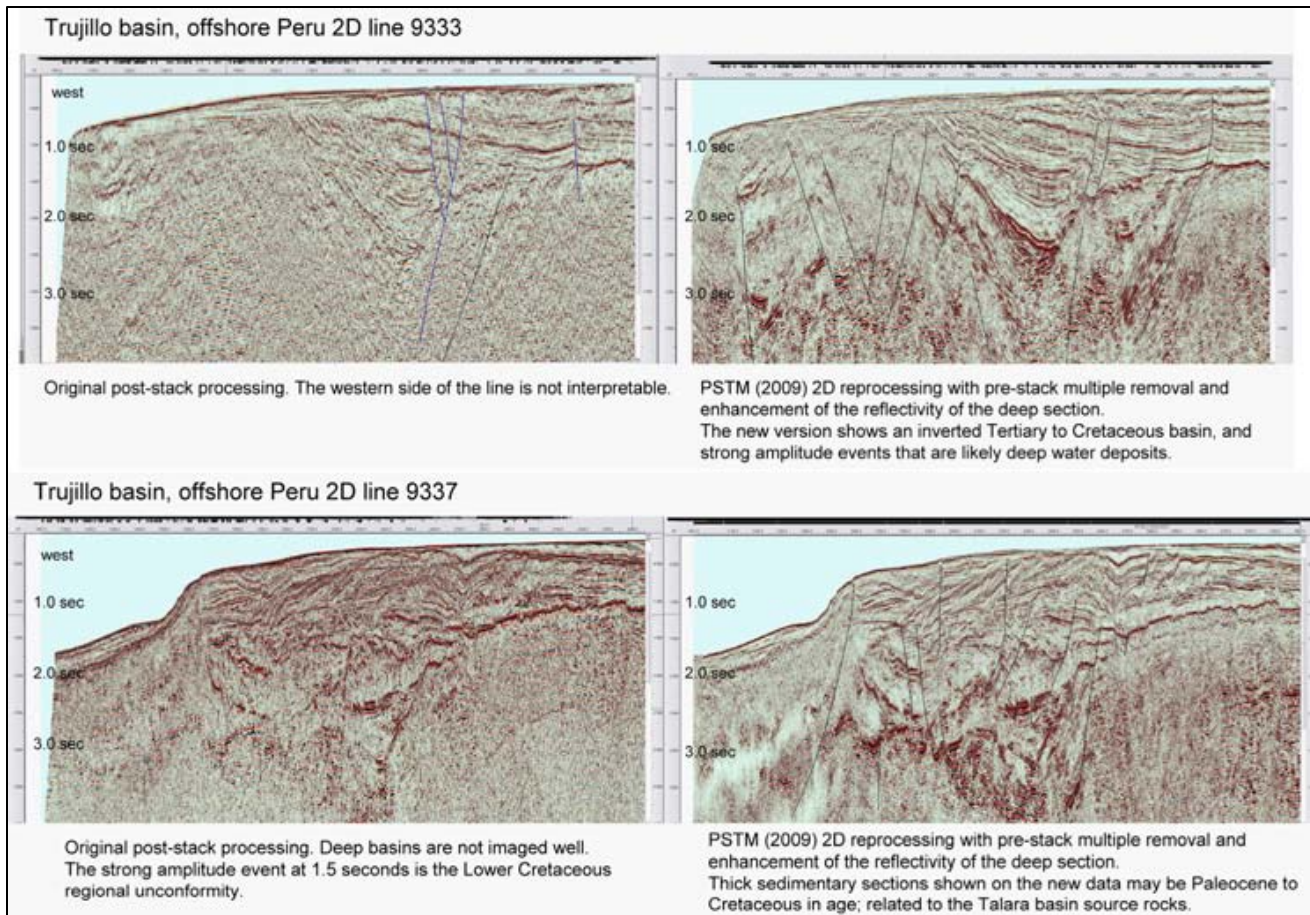 Trujillo basin, offshore Peru 2D line 9333
west
1.0 sec
2.0 sec
3.0 sec
1.0 sec
2.0 sec
3.0 sec
Original post-stack processing. The western side of the line is not interpretable.
PSTM (2009) 2D reprocessing with pre-stack multiple removal and
enhancement of the reflectivity of the deep section.
The new version shows an inverted Tertiary to Cretaceous basin, and
strong amplitude events that are likely deep water deposits.
Trujillo basin, offshore Peru 2D line 9337
west
1.0 sec
2.0 sec
3.0 sec
1.0 sec
2.0 sec
3.0 sec
Original post-stack processing. Deep basins are not imaged well.
The strong amplitude event at 1.5 seconds is the Lower Cretaceous
regional unconformity.
PSTM (2009) 2D reprocessing with pre-stack multiple removal and
enhancement of the reflectivity of the deep section.
Thick sedimentary sections shown on the new data may be Paleocene to
Cretaceous in age; related to the Talara basin source rocks.